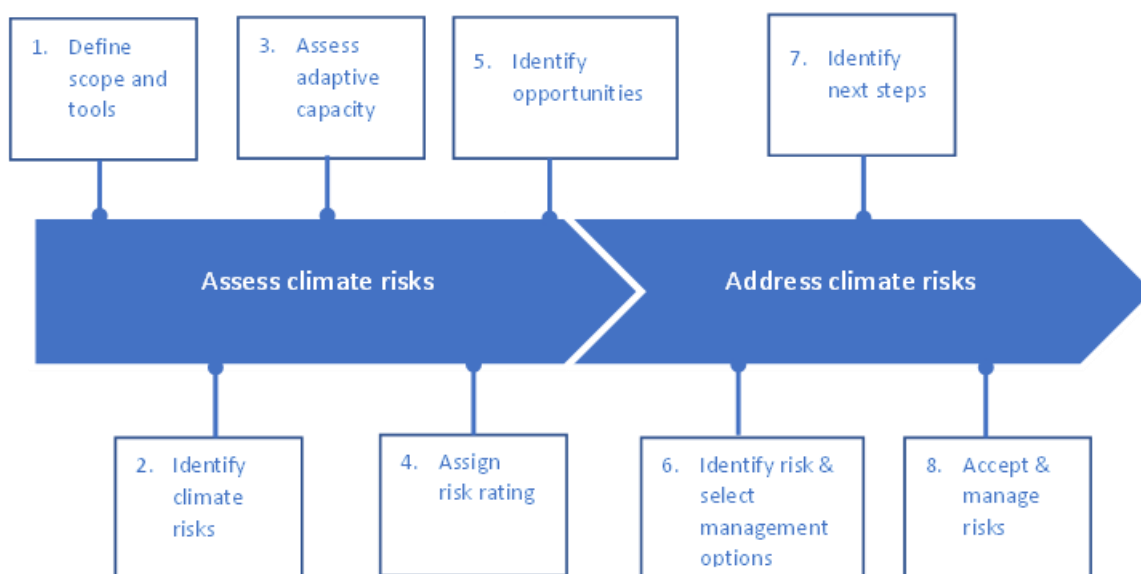 1. Define
scope and
tools
3. Assess
adaptive
capacity
5. Identify
opportunities
7. Identify
next steps
Assess climate risks
Address climate risks
2. Identify
climate
risks
4. Assign
risk rating
6. Identify risk &
select
management
options
8. Accept &
manage
risks